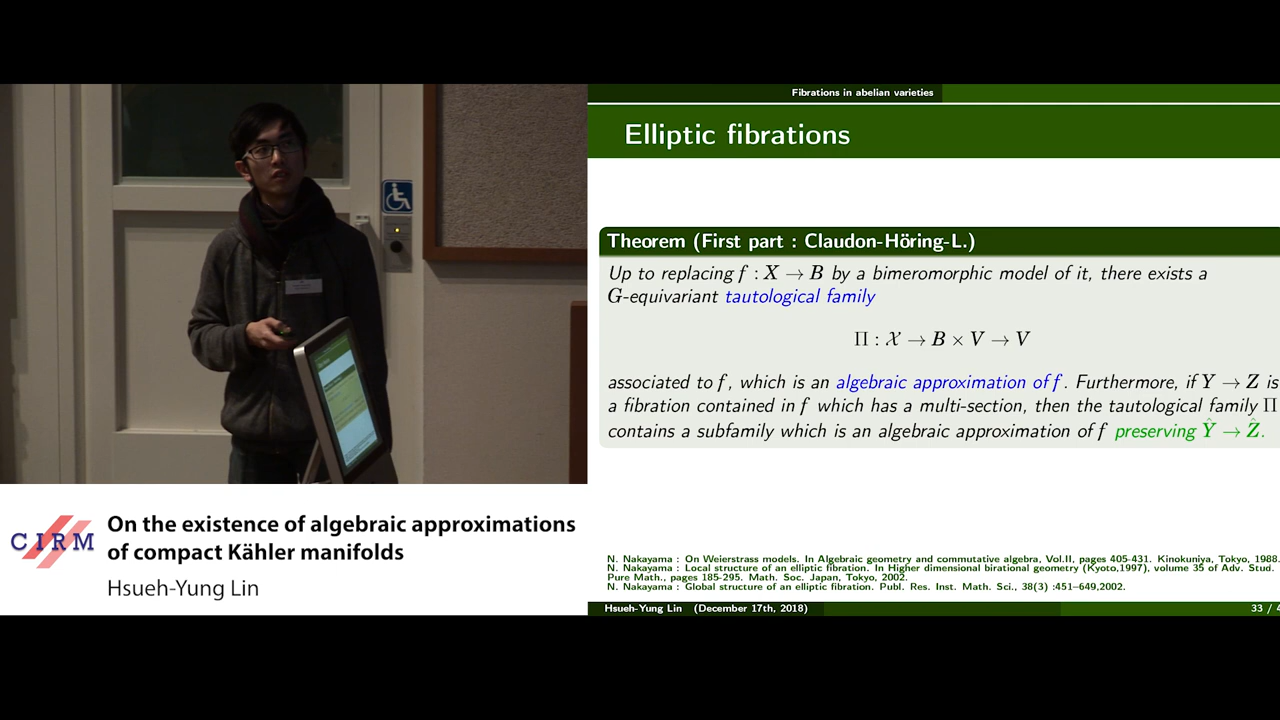 Fibrations in abelian varieties
Elliptic fibrations
Theorem (First part : Claudon-Höring-L.)
Up to replacing f : X → B by a bimeromorphic model of it, there exists a
G-equivariant tautological family
Π : 𝒳 → B × V → V
associated to f, which is an algebraic approximation of f. Furthermore, if Y → Z is
a fibration contained in f which has a multi-section, then the tautological family Π
contains a subfamily which is an algebraic approximation of f preserving Ŷ → Ẑ.
N. Nakayama : On Weierstrass models. In Algebraic geometry and commutative algebra, Vol.II, pages 405-431. Kinokuniya, Tokyo, 1988.
N. Nakayama : Local structure of an elliptic fibration. In Higher dimensional birational geometry (Kyoto,1997), volume 35 of Adv. Stud.
Pure Math., pages 185-295. Math. Soc. Japan, Tokyo, 2002.
N. Nakayama : Global structure of an elliptic fibration. Publ. Res. Inst. Math. Sci., 38(3) :451–649,2002.
Hsueh-Yung Lin (December 17th, 2018)
33 / 4
CIRM
On the existence of algebraic approximations
of compact Kähler manifolds
Hsueh-Yung Lin